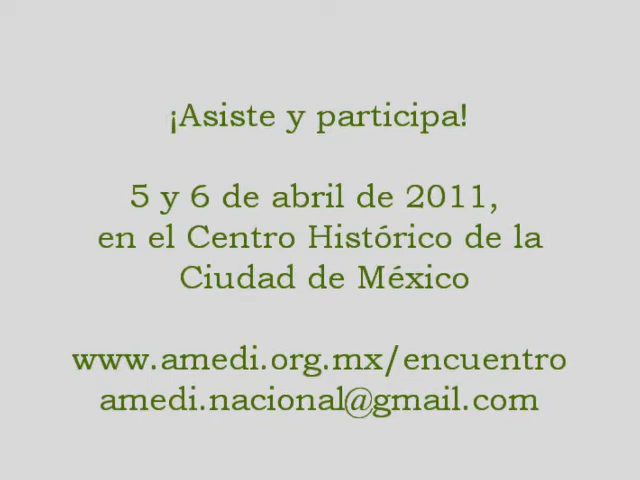 ¡Asiste y participa!
5 y 6 de abril de 2011,
en el Centro Histórico de la
Ciudad de México
www.amedi.org.mx/encuentro
amedi.nacional@gmail.com